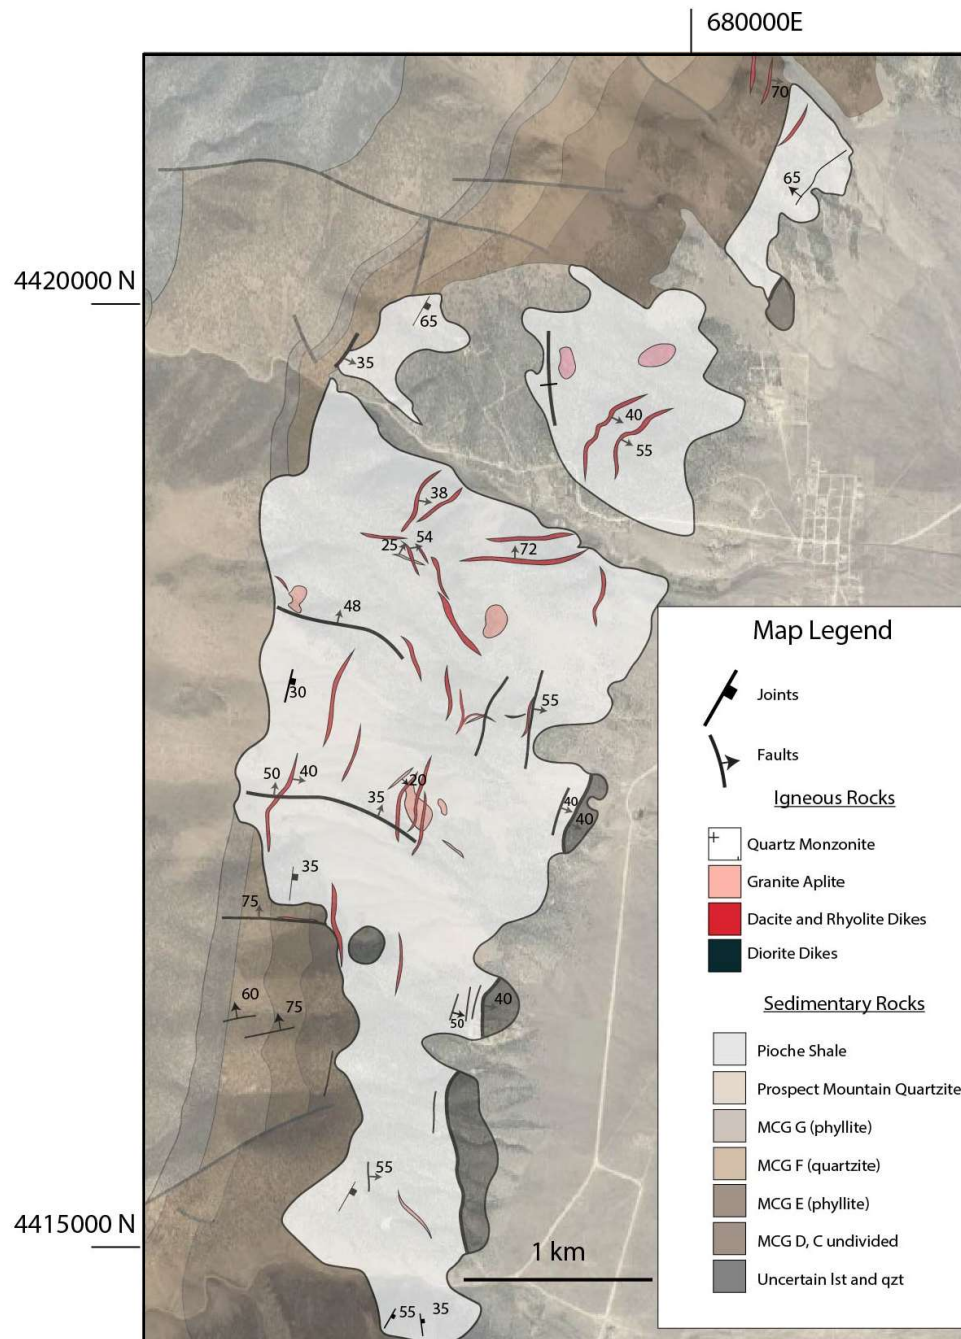 680000E
70
65
4420000 N
65
35
40
55
38
25
54
72
48
30
55
50
40
20
35
40
40
35
75
60
75
40
50
55
4415000 N
1 km
55
35
Map Legend
Joints
Faults
Igneous Rocks
Quartz Monzonite
Granite Aplite
Dacite and Rhyolite Dikes
Diorite Dikes
Sedimentary Rocks
Pioche Shale
Prospect Mountain Quartzite
MCG G (phyllite)
MCG F (quartzite)
MCG E (phyllite)
MCG D, C undivided
Uncertain lst and qzt